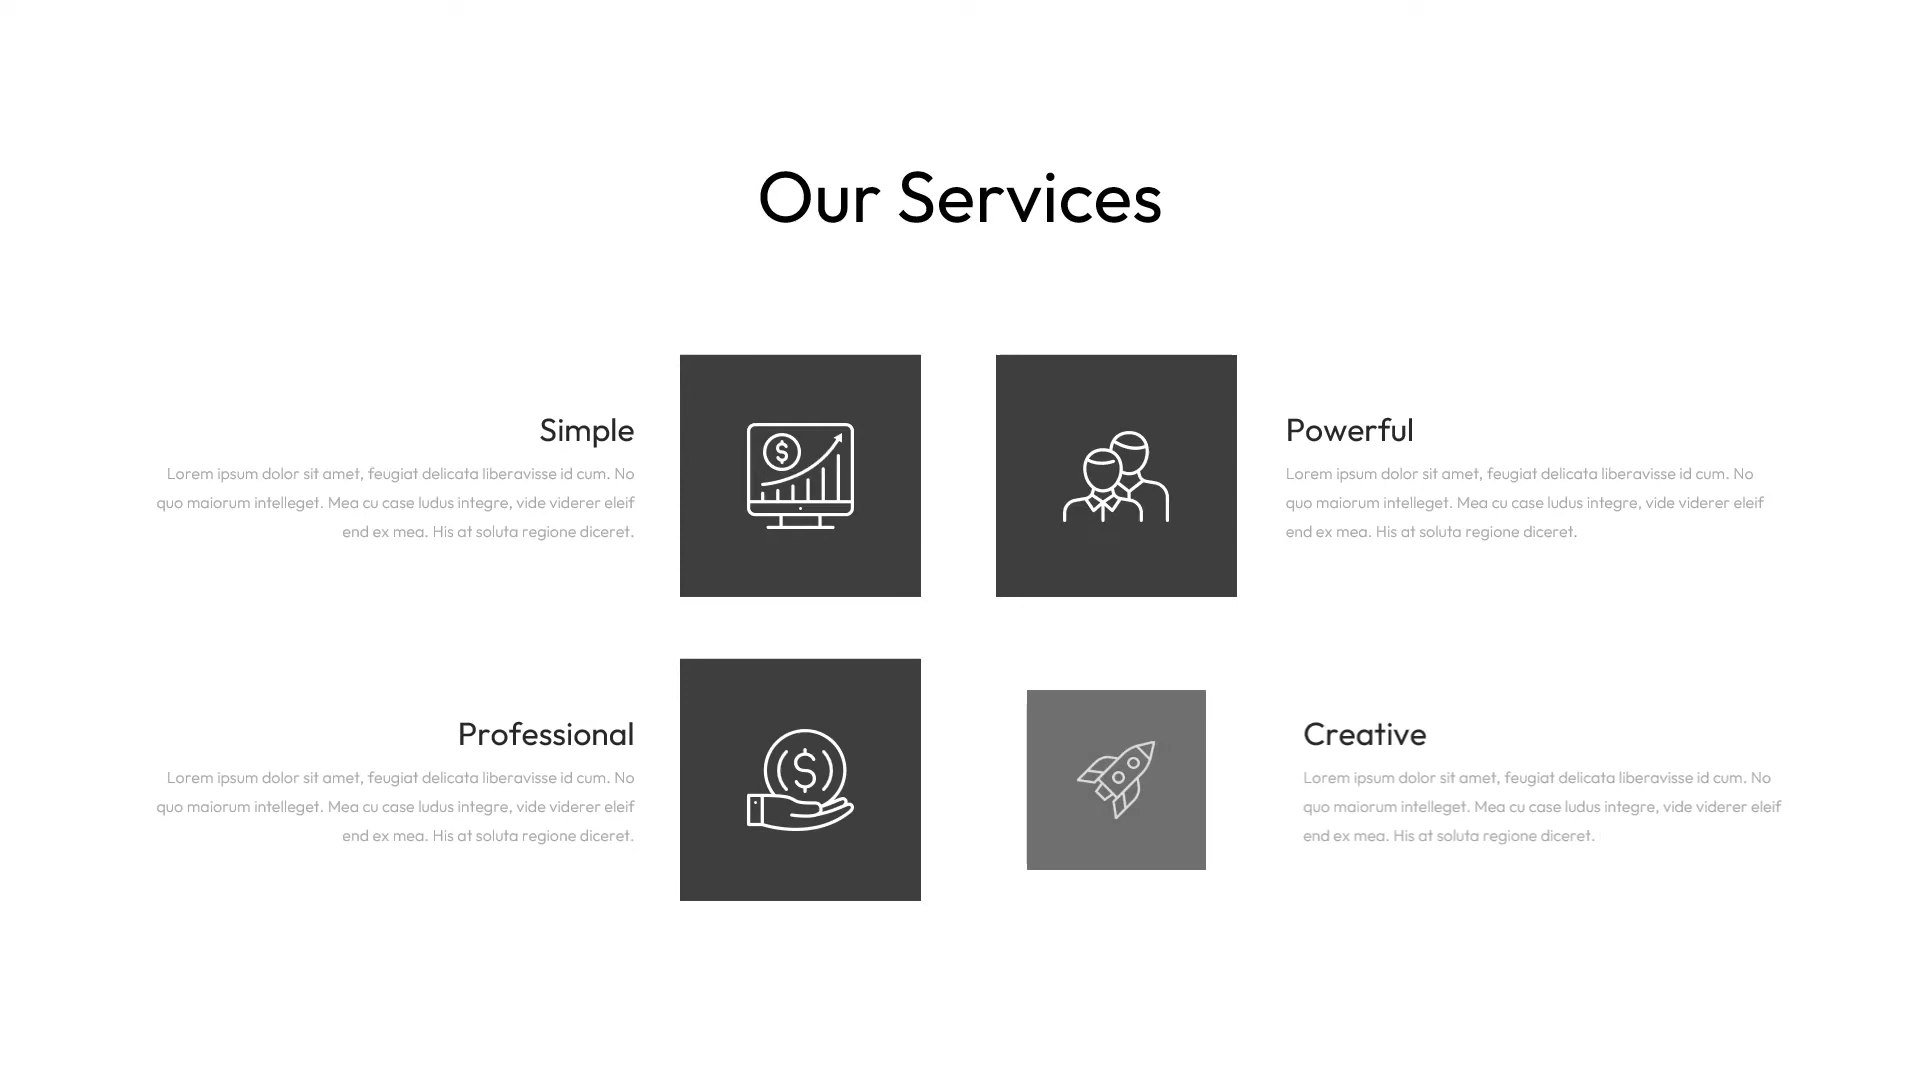 Our Services
Simple
Lorem ipsum dolor sit amet, feugiat delicata liberavisse id cum. No
quo maiorum intelleget. Mea cu case ludus integre, vide viderer eleif
end ex mea. His at soluta regione diceret.
Powerful
Lorem ipsum dolor sit amet, feugiat delicata liberavisse id cum. No
quo maiorum intelleget. Mea cu case ludus integre, vide viderer eleif
end ex mea. His at soluta regione diceret.
Professional
Lorem ipsum dolor sit amet, feugiat delicata liberavisse id cum. No
quo maiorum intelleget. Mea cu case ludus integre, vide viderer eleif
end ex mea. His at soluta regione diceret.
Creative
Lorem ipsum dolor sit amet, feugiat delicata liberavisse id cum. No
quo maiorum intelleget. Mea cu case ludus integre, vide viderer eleif
end ex mea. His at soluta regione diceret.